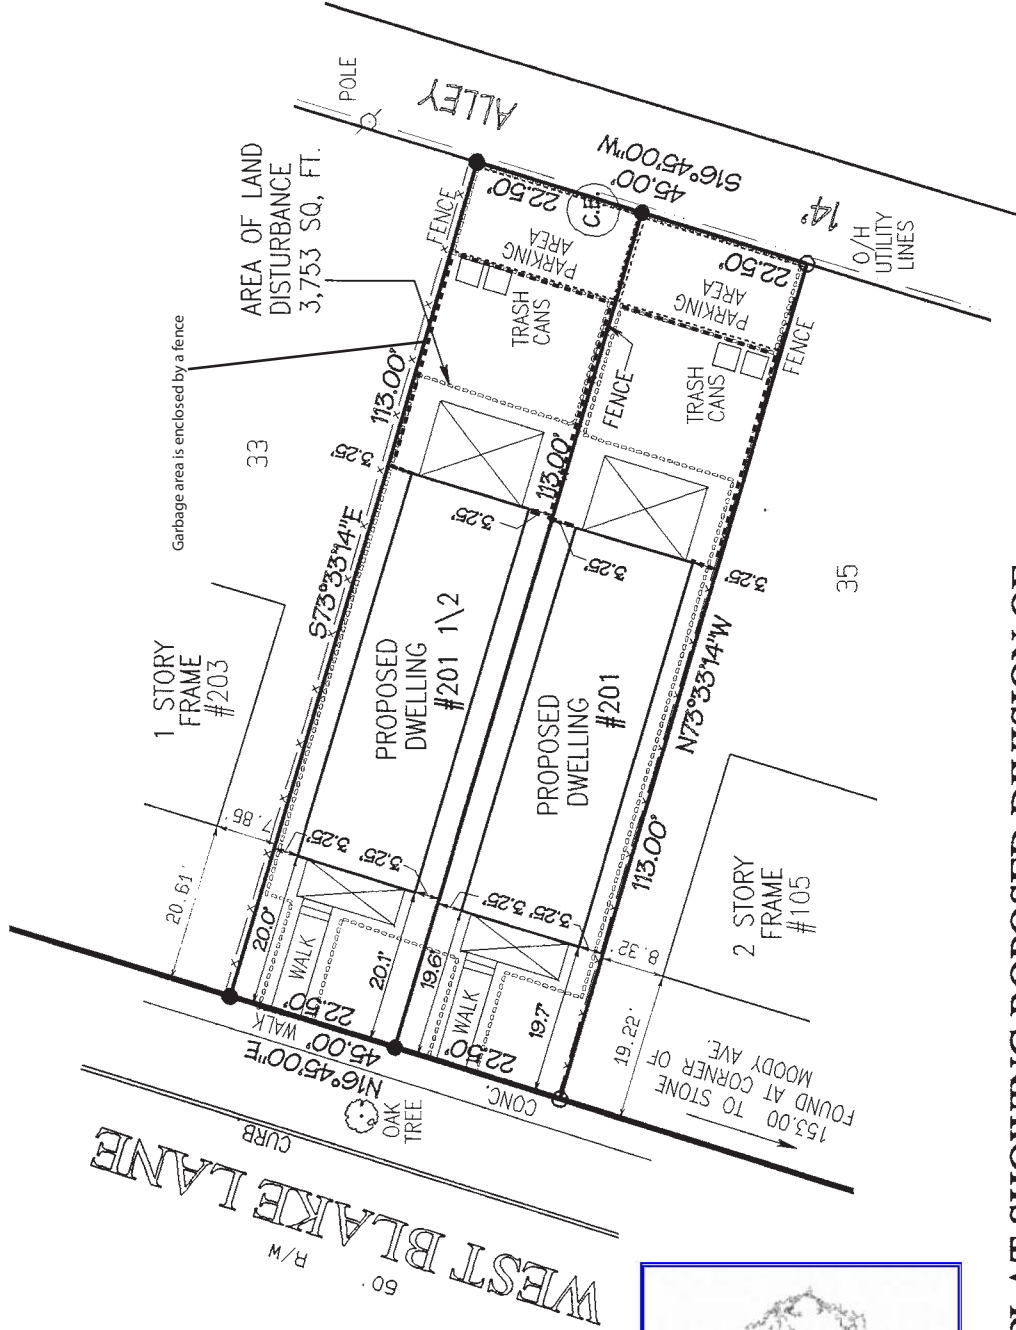 POLE
ALLEY
AREA OF LAND
DISTURBANCE
3,753 SQ, FT.
Garbage area is enclosed by a fence
FENCE
22.50'
C.E.
45.00'
S16°45'00"W
14'
O/H
UTILITY
LINES
PARKING
AREA
TRASH
CANS
22.50'
PARKING
AREA
TRASH
CANS
FENCE
FENCE
33
113.00'
3.25'
113.00'
3.25'
3.25'
3.25'
35
S73°33'14"E
1 STORY
FRAME
#203
PROPOSED
DWELLING
#201 1\2
PROPOSED
DWELLING
#201
N73°33'14"W
113.00'
7.86'
20.61'
3.25'
3.25'
3.25'
3.25'
8.32'
2 STORY
FRAME
#105
20.0'
WALK
20.1'
19.6'
WALK
19.7'
19.22'
22.50'
WALK
45.00'
N16°45'00"E
22.50'
CONC.
OAK
TREE
153.00 TO STONE
FOUND AT CORNER OF
MOODY AVE.
CURB
WEST BLAKE LANE
60'
R/W